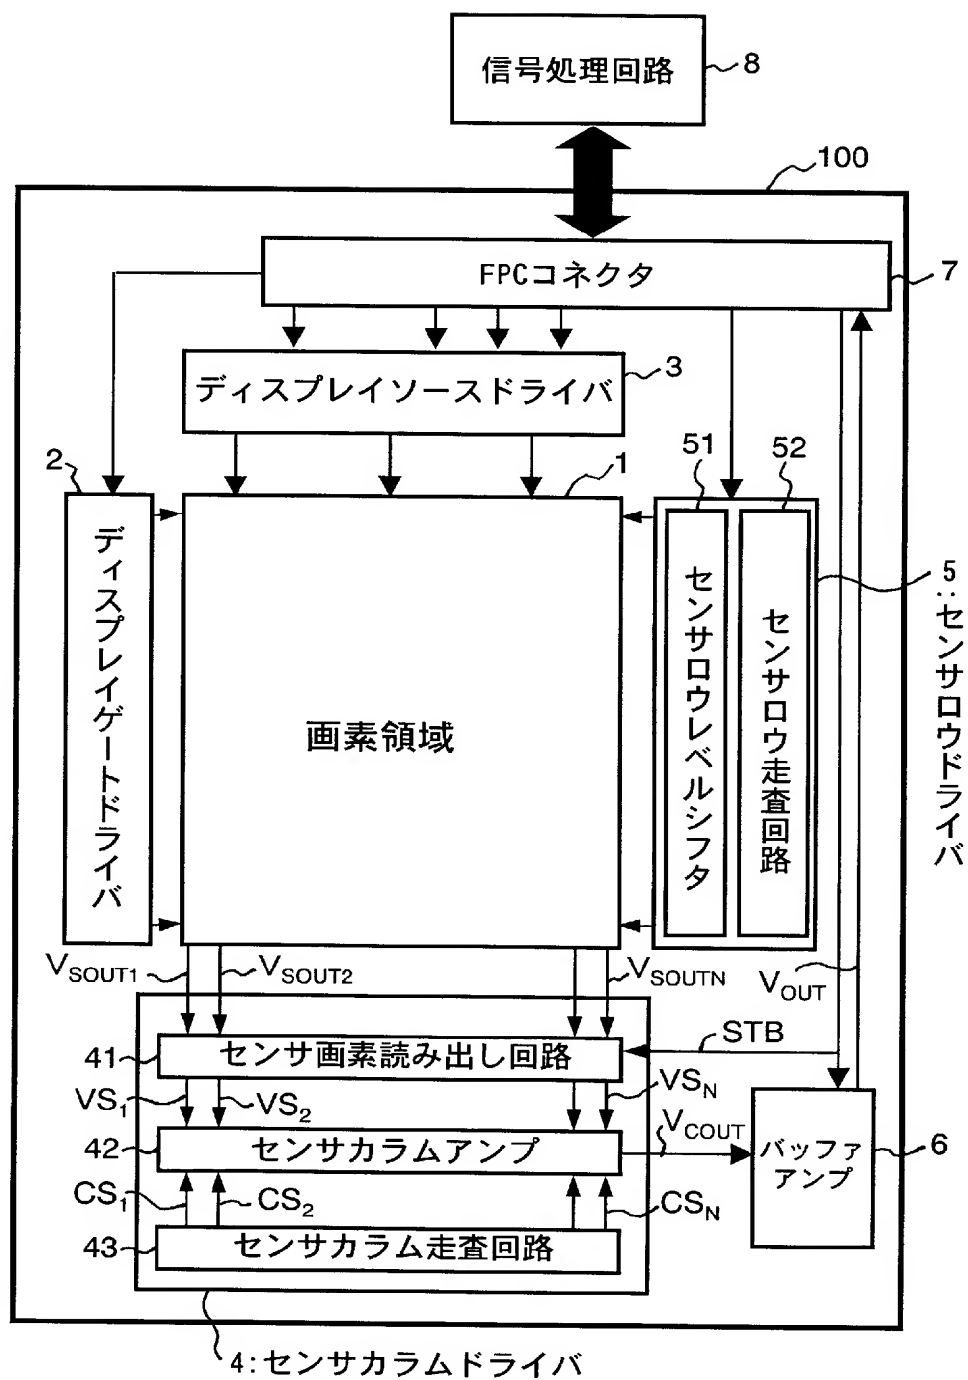 信号処理回路
8
100
FPCコネクタ
7
ディスプレイソースドライバ
3
2
1
51
52
ディスプレイゲートドライバ
画素領域
センサロウレベルシフタ
センサロウ走査回路
5:センサロウドライバ
VSOUT1
VSOUT2
VSOUTN
VOUT
STB
41
センサ画素読み出し回路
VS1
VS2
VSN
VCOUT
42
センサカラムアンプ
バッファ
アンプ
6
CS1
CS2
CSN
43
センサカラム走査回路
4:センサカラムドライバ